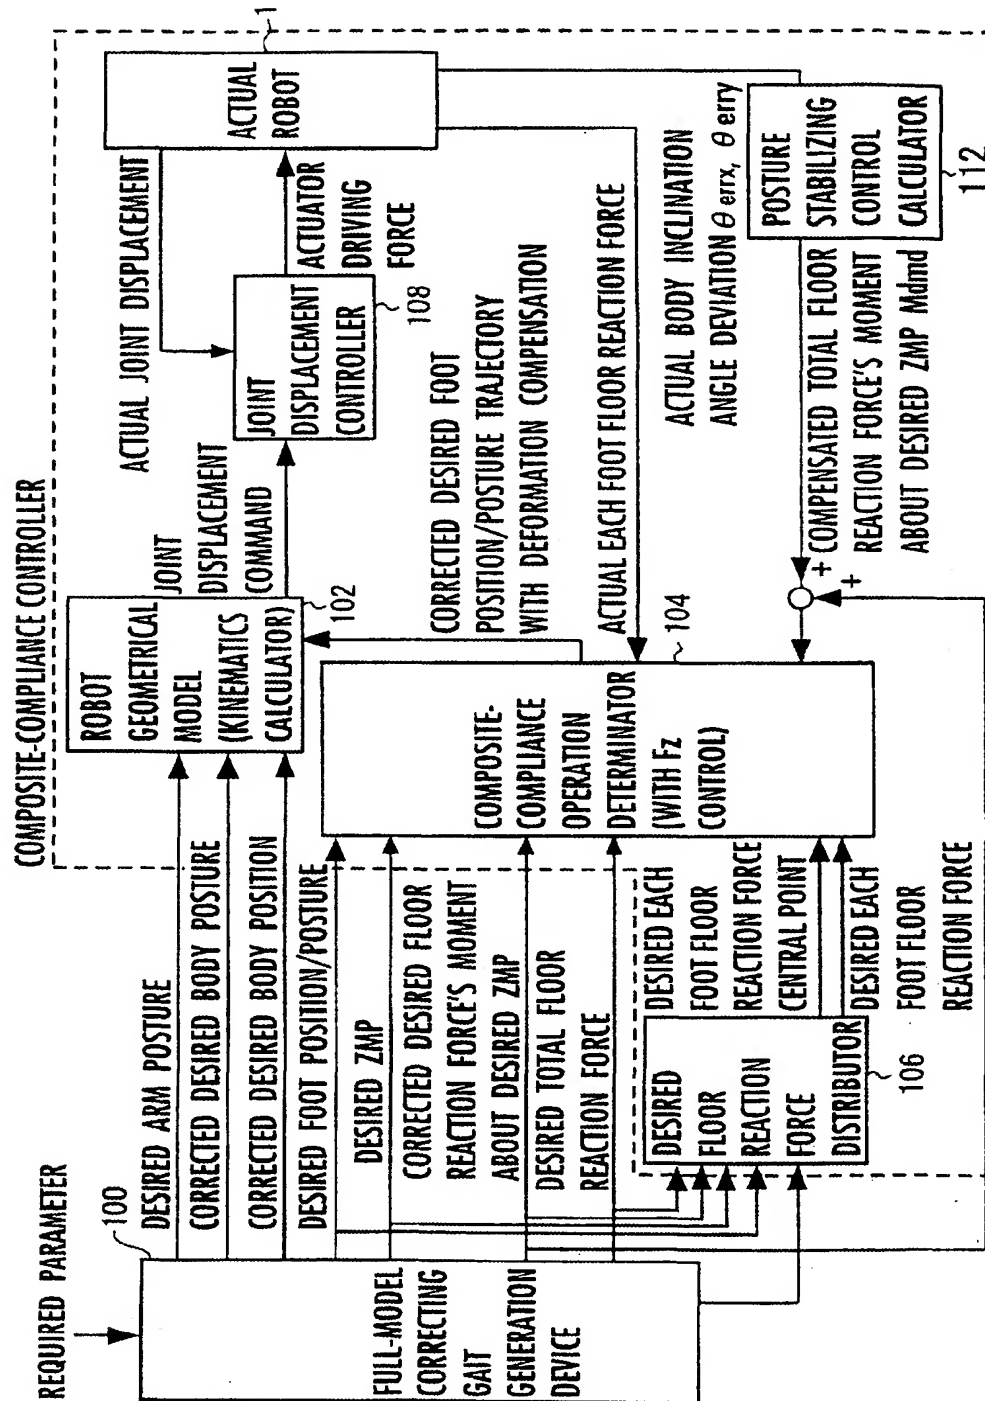 COMPOSITE-COMPLIANCE CONTROLLER
REQUIRED PARAMETER
100
FULL-MODEL
CORRECTING
GAIT
GENERATION
DEVICE
DESIRED ARM POSTURE
CORRECTED DESIRED BODY POSTURE
CORRECTED DESIRED BODY POSITION
DESIRED FOOT POSITION/POSTURE
DESIRED ZMP
CORRECTED DESIRED FLOOR
REACTION FORCE'S MOMENT
ABOUT DESIRED ZMP
DESIRED TOTAL FLOOR
REACTION FORCE
DESIRED
FLOOR
REACTION
FORCE
DISTRIBUTOR
106
DESIRED EACH
FOOT FLOOR
REACTION FORCE
CENTRAL POINT
DESIRED EACH
FOOT FLOOR
REACTION FORCE
ROBOT
GEOMETRICAL
MODEL
(KINEMATICS
CALCULATOR)
102
COMPOSITE-
COMPLIANCE
OPERATION
DETERMINATOR
(WITH Fz
CONTROL)
104
JOINT
DISPLACEMENT
COMMAND
JOINT
DISPLACEMENT
CONTROLLER
108
ACTUAL JOINT DISPLACEMENT
ACTUATOR
DRIVING
FORCE
ACTUAL
ROBOT
1
CORRECTED DESIRED FOOT
POSITION/POSTURE TRAJECTORY
WITH DEFORMATION COMPENSATION
ACTUAL EACH FOOT FLOOR REACTION FORCE
ACTUAL BODY INCLINATION
ANGLE DEVIATION θ errx, θ erry
POSTURE
STABILIZING
CONTROL
CALCULATOR
112
COMPENSATED TOTAL FLOOR
REACTION FORCE'S MOMENT
ABOUT DESIRED ZMP Mdmd
+
+